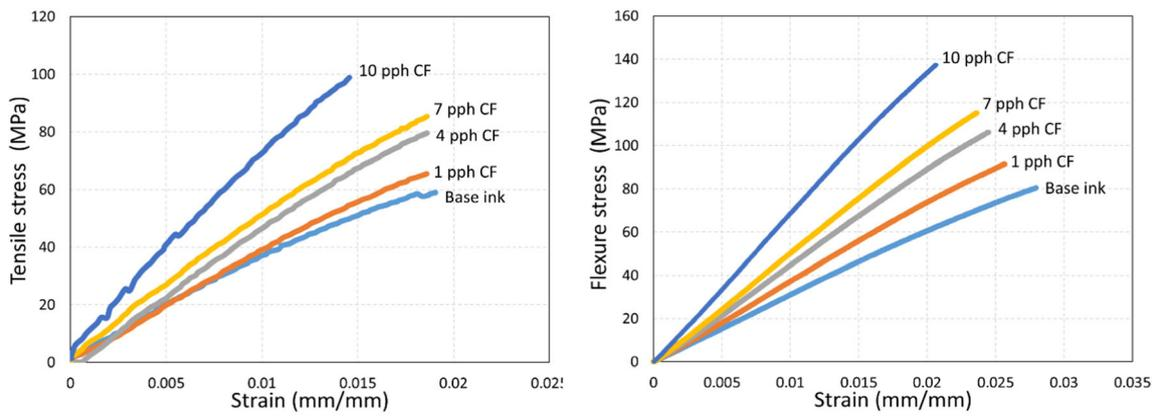 120
100
80
60
40
20
0
Tensile stress (MPa)
10 pph CF
7 pph CF
4 pph CF
1 pph CF
Base ink
0 0.005 0.01 0.015 0.02 0.025
Strain (mm/mm)
160
140
120
100
80
60
40
20
0
Flexure stress (MPa)
10 pph CF
7 pph CF
4 pph CF
1 pph CF
Base ink
0 0.005 0.01 0.015 0.02 0.025 0.03 0.035
Strain (mm/mm)